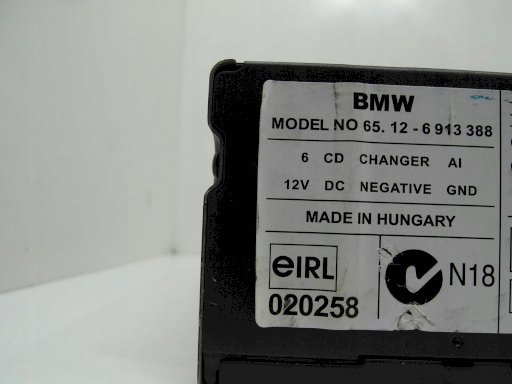 BMW
MODEL NO 65. 12 - 6 913 388
6 CD CHANGER AI
12V DC NEGATIVE GND
MADE IN HUNGARY
eIRL
N18
020258